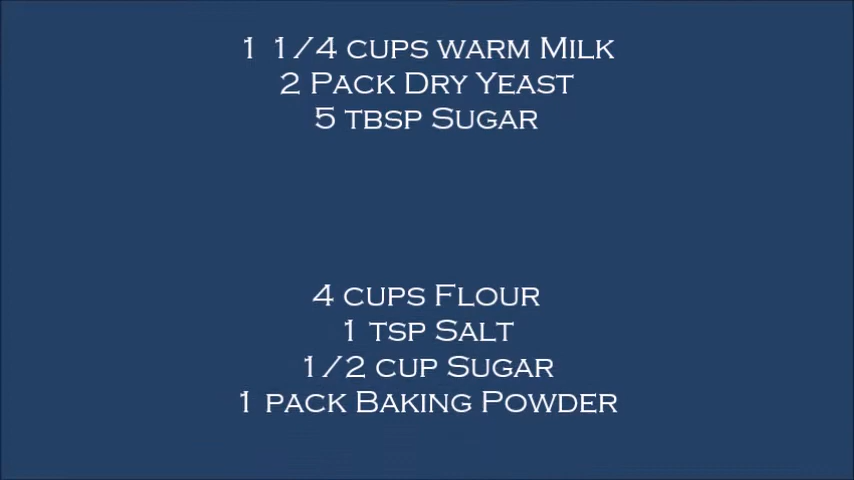 1 1/4 cups warm Milk
2 Pack Dry Yeast
5 tbsp Sugar
4 cups Flour
1 tsp Salt
1/2 cup Sugar
1 pack Baking Powder